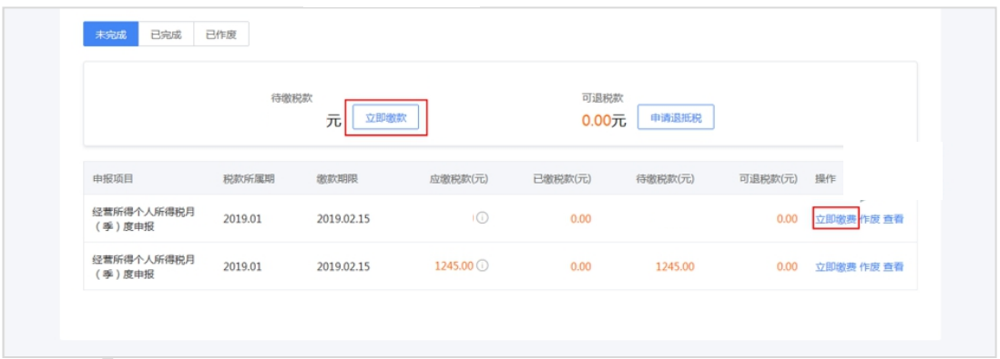 未完成 已完成 已作废
待缴税款 可退税款
元 立即缴款 0.00元 申请退抵税
申报项目 税款所属期 缴款期限 应缴税款(元) 已缴税款(元) 待缴税款(元) 可退税款(元) 操作
经营所得个人所得税月
（季）度申报
2019.01 2019.02.15 0.00 0.00 立即缴费 作废 查看
经营所得个人所得税月
（季）度申报
2019.01 2019.02.15 1245.00 0.00 1245.00 0.00 立即缴费 作废 查看